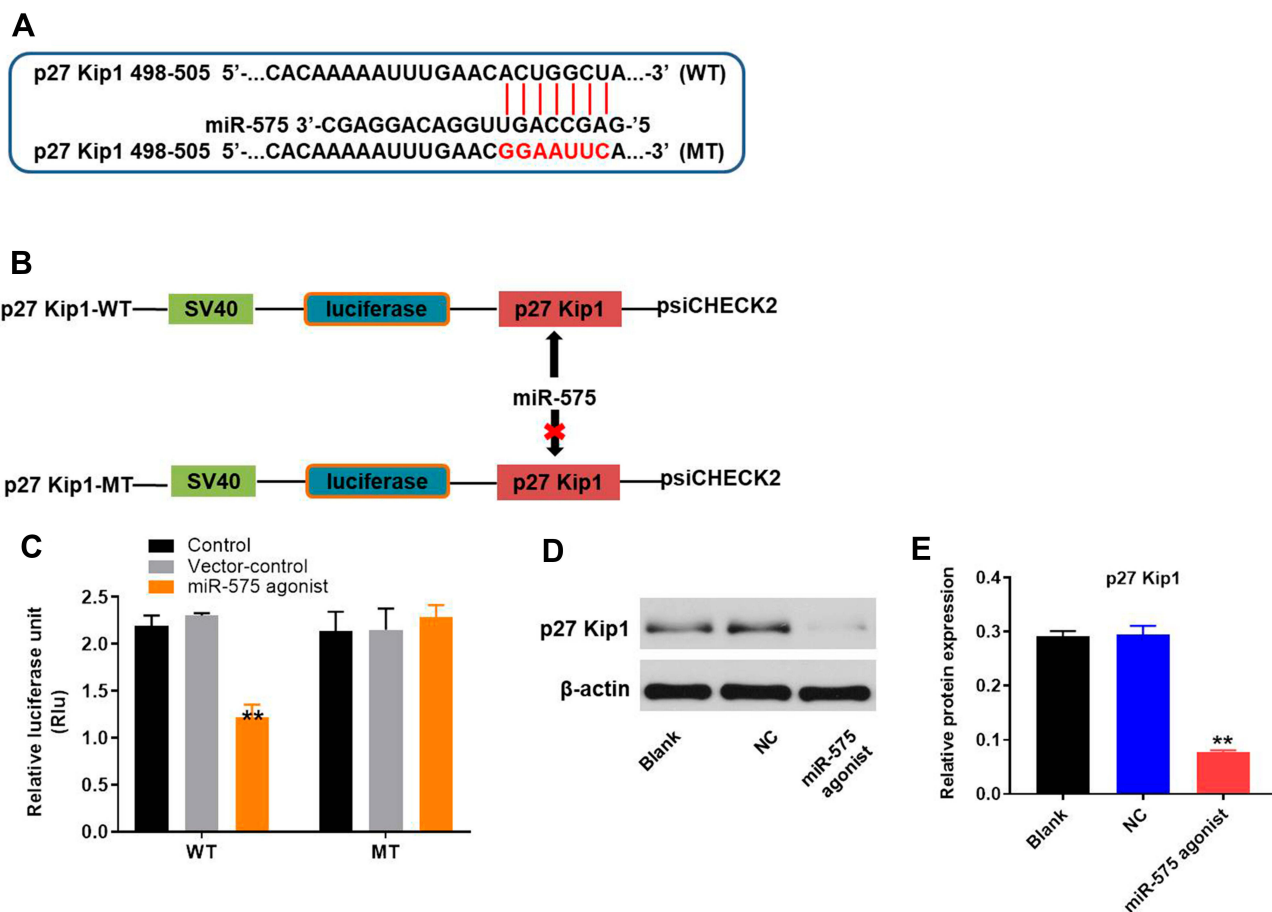 A
p27 Kip1 498-505 5’-...CACAAAAAUUUGAACACUGGCUA...-3’ (WT)
miR-575 3’-CGAGGACAGGUUGACCGAG-’5
p27 Kip1 498-505 5’-...CACAAAAAUUUGAACGGAAUUCA...-3’ (MT)
B
p27 Kip1-WT SV40 luciferase p27 Kip1 psiCHECK2
miR-575
p27 Kip1-MT SV40 luciferase p27 Kip1 psiCHECK2
C
Control
Vector-control
miR-575 agonist
Relative luciferase unit
(Rlu)
2.5
2.0
1.5
1.0
0.5
0.0
**
WT MT
D
p27 Kip1
β-actin
Blank
NC
miR-575
agonist
E
p27 Kip1
Relative protein expression
0.4
0.3
0.2
0.1
0.0
**
Blank
NC
miR-575 agonist